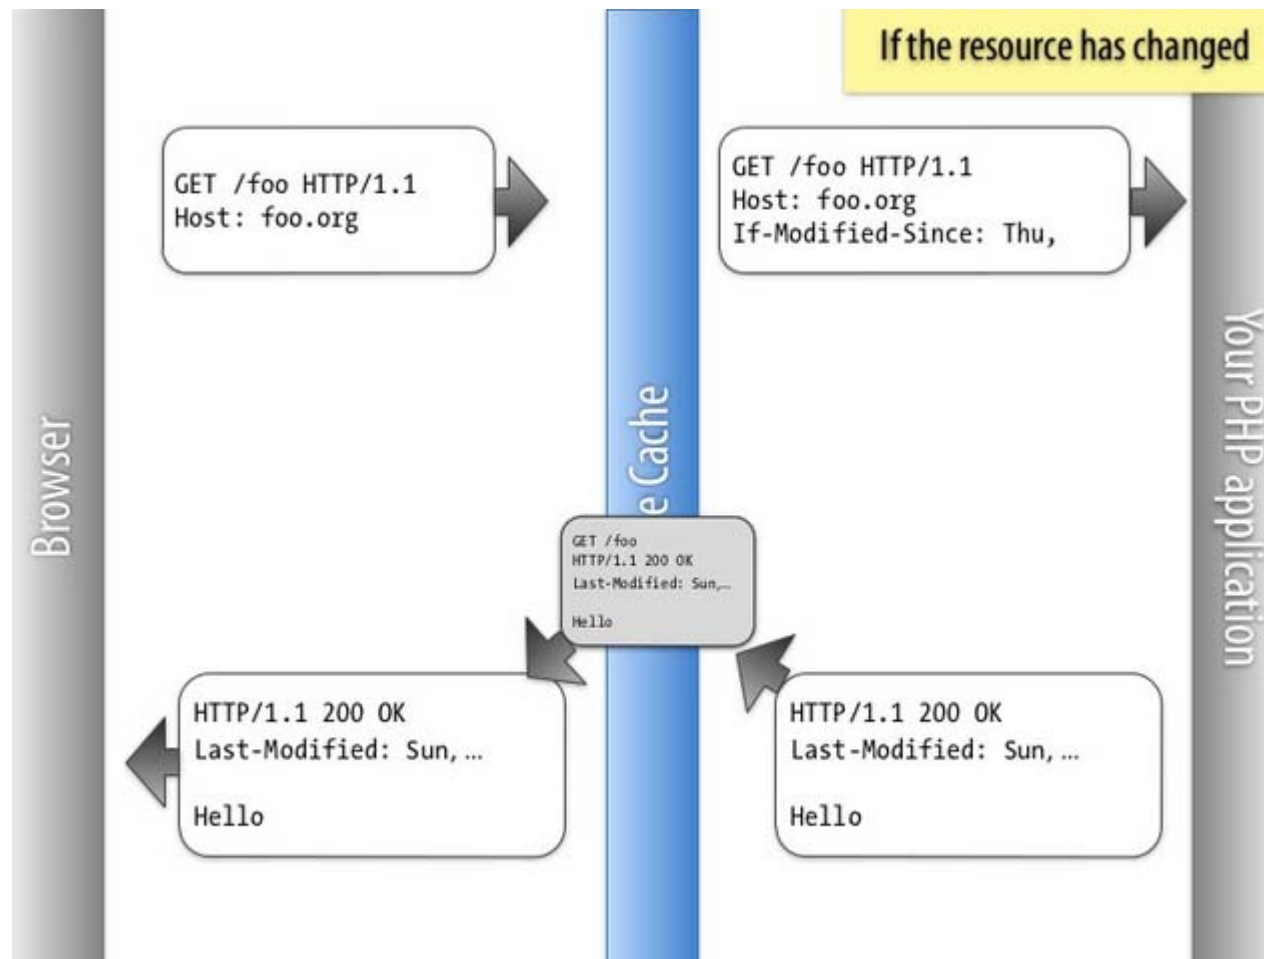 If the resource has changed
GET /foo HTTP/1.1
Host: foo.org
GET /foo HTTP/1.1
Host: foo.org
If-Modified-Since: Thu,
Browser
e Cache
Your PHP application
GET /foo
HTTP/1.1 200 OK
Last-Modified: Sun,…
Hello
HTTP/1.1 200 OK
Last-Modified: Sun, …
Hello
HTTP/1.1 200 OK
Last-Modified: Sun, …
Hello